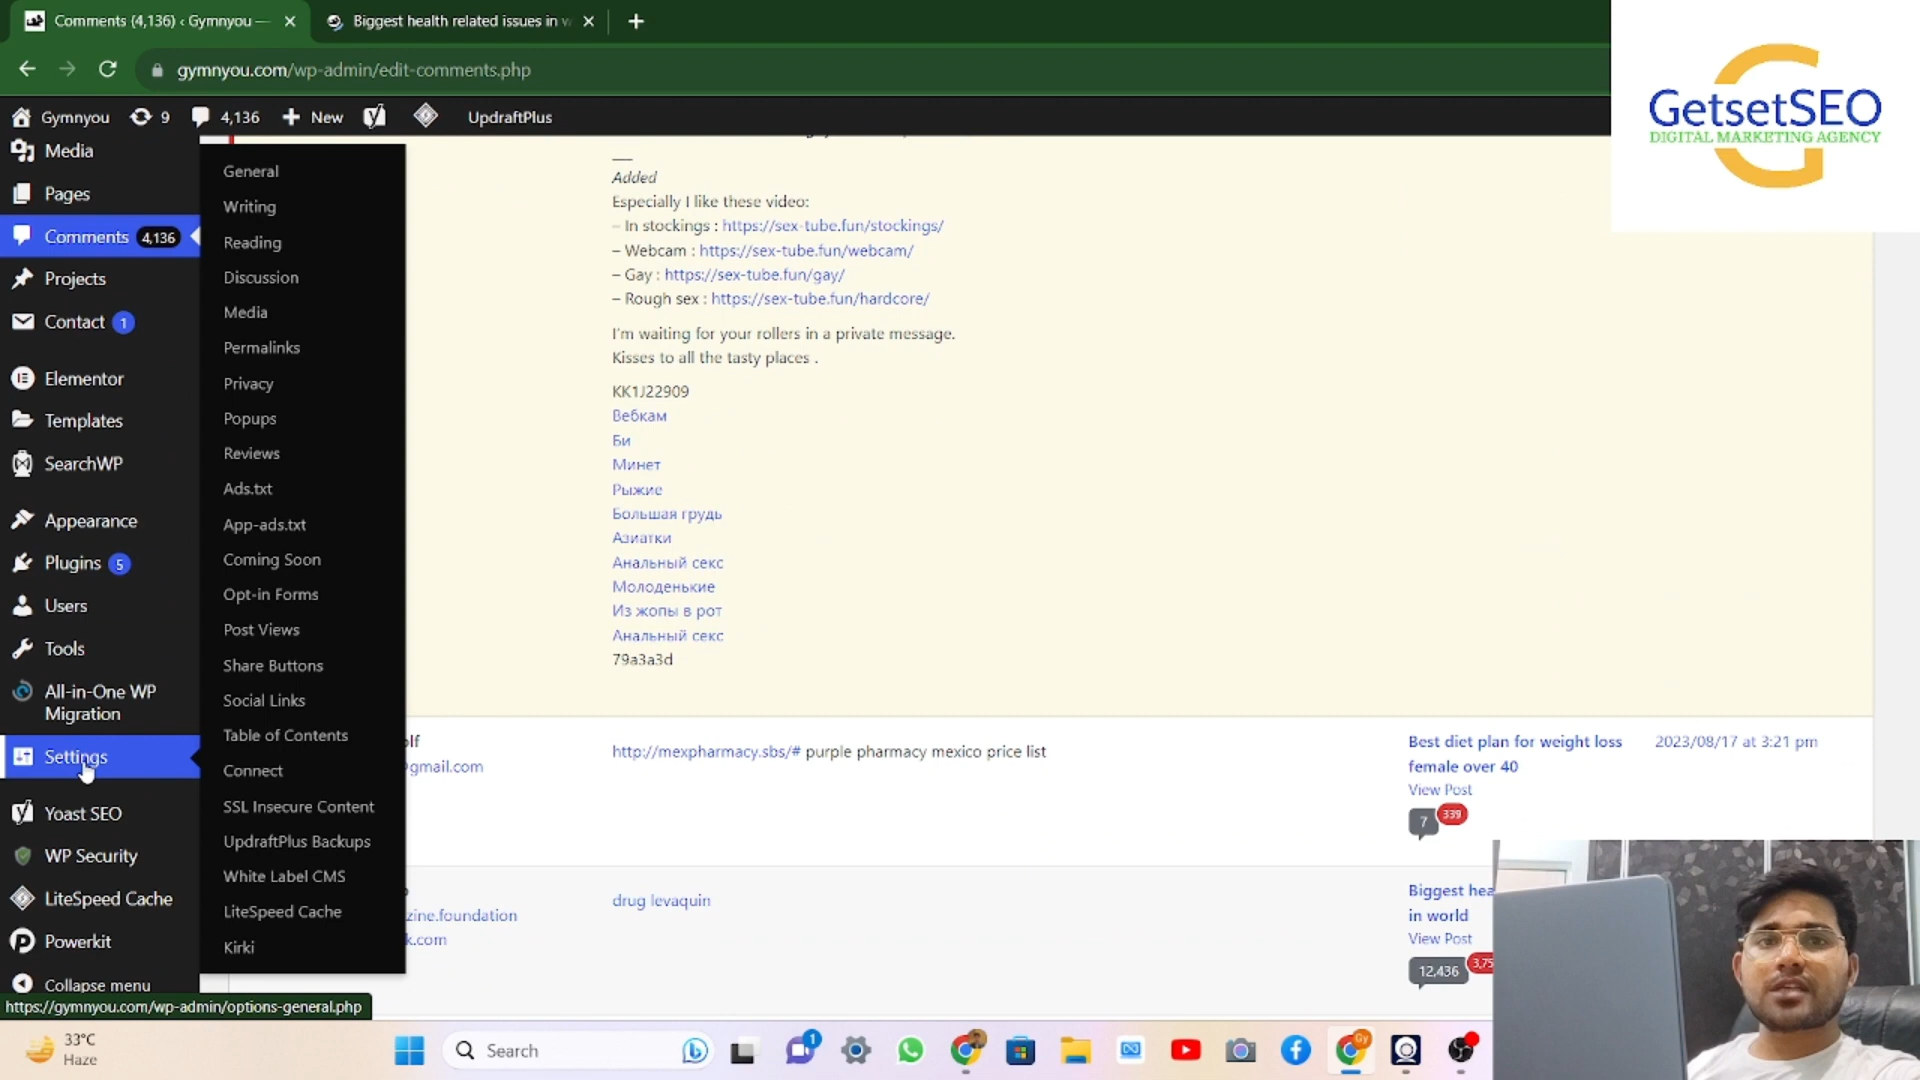 Comments (4,136) ‹ Gymnyou —
Biggest health related issues in w
gymnyou.com/wp-admin/edit-comments.php
GetsetSEO
DIGITAL MARKETING AGENCY
Gymnyou
9
4,136
New
UpdraftPlus
Media
Pages
Comments 4,136
Projects
Contact 1
Elementor
Templates
SearchWP
Appearance
Plugins 5
Users
Tools
All-in-One WP
Migration
Settings
Yoast SEO
WP Security
LiteSpeed Cache
Powerkit
Collapse menu
https://gymnyou.com/wp-admin/options-general.php
General
Writing
Reading
Discussion
Media
Permalinks
Privacy
Popups
Reviews
Ads.txt
App-ads.txt
Coming Soon
Opt-in Forms
Post Views
Share Buttons
Social Links
Table of Contents
Connect
SSL Insecure Content
UpdraftPlus Backups
White Label CMS
LiteSpeed Cache
Kirki
Added
Especially I like these video:
– In stockings : https://sex-tube.fun/stockings/
– Webcam : https://sex-tube.fun/webcam/
– Gay : https://sex-tube.fun/gay/
– Rough sex : https://sex-tube.fun/hardcore/
I'm waiting for your rollers in a private message.
Kisses to all the tasty places .
KK1J22909
Вебкам
Би
Минет
Рыжие
Большая грудь
Азиатки
Анальный секс
Молоденькие
Из жопы в рот
Анальный секс
79a3a3d
lf
@gmail.com
http://mexpharmacy.sbs/# purple pharmacy mexico price list
Best diet plan for weight loss
female over 40
View Post
7
339
2023/08/17 at 3:21 pm
zine.foundation
k.com
drug levaquin
Biggest hea
in world
View Post
12,436
3,75
33°C
Haze
Search
1
Gy